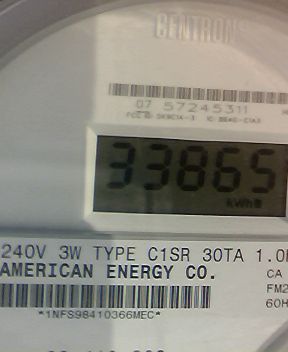 CENTRON
07 57245311
33865
kWh
240V 3W TYPE C1SR 30TA 1.0
AMERICAN ENERGY CO.
CA
FM2
60H
*1NFS98410366MEC*